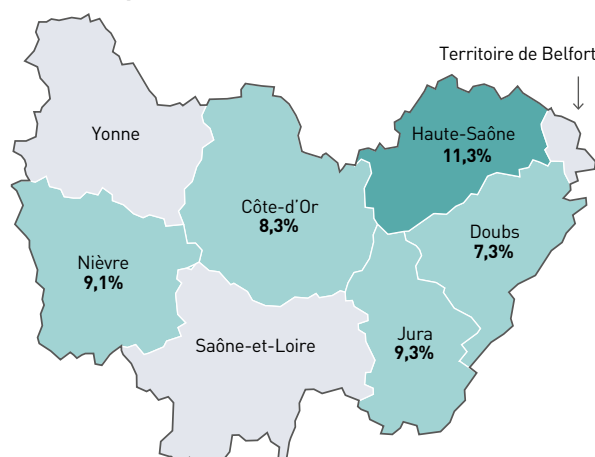 Territoire de Belfort
Yonne
Haute-Saône
11,3%
Côte-d'Or
8,3%
Doubs
7,3%
Nièvre
9,1%
Saône-et-Loire
Jura
9,3%